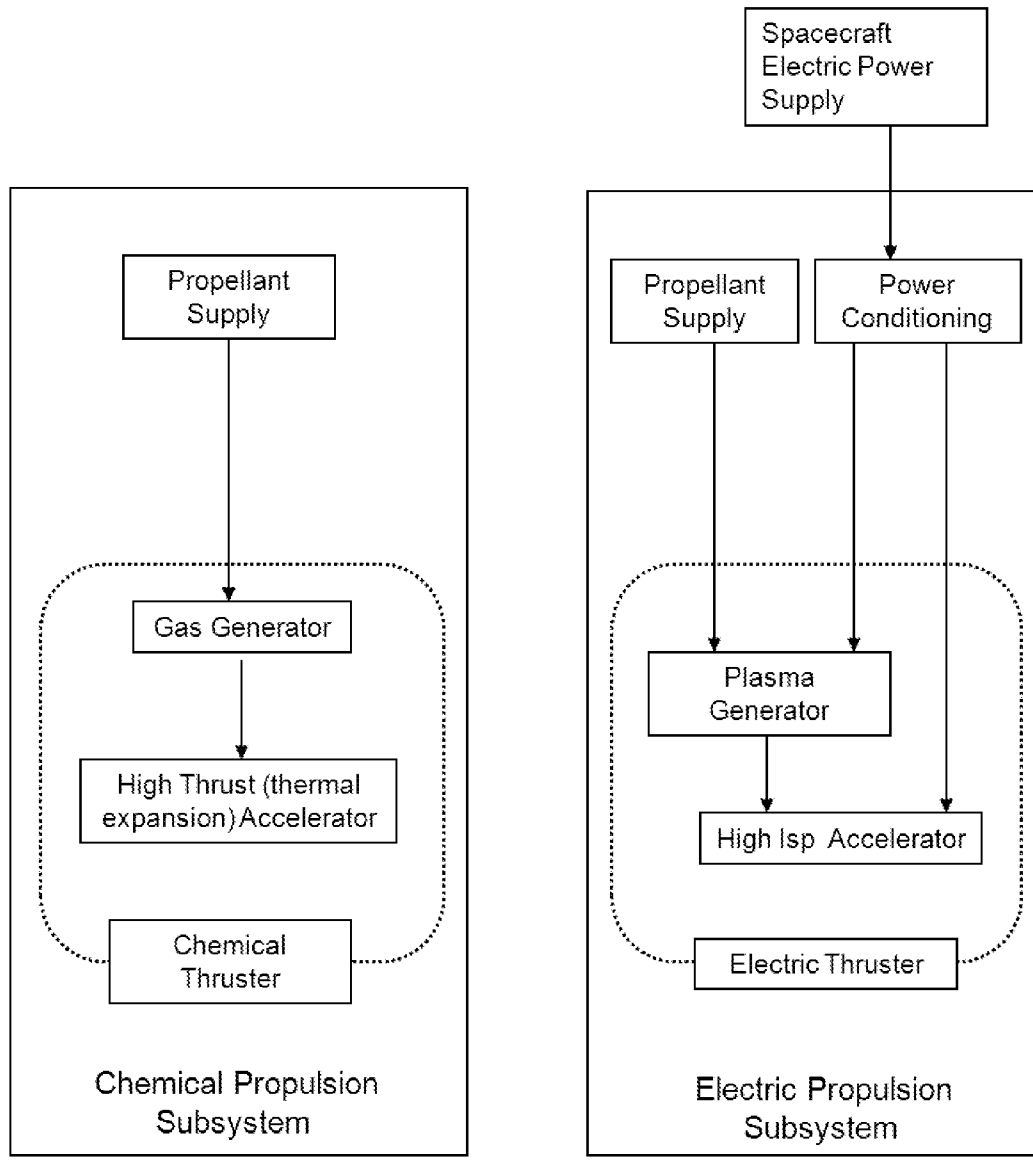 Spacecraft
Electric Power
Supply
Propellant
Supply
Gas Generator
High Thrust (thermal
expansion) Accelerator
Chemical
Thruster
Chemical Propulsion
Subsystem
Propellant
Supply
Power
Conditioning
Plasma
Generator
High Isp Accelerator
Electric Thruster
Electric Propulsion
Subsystem